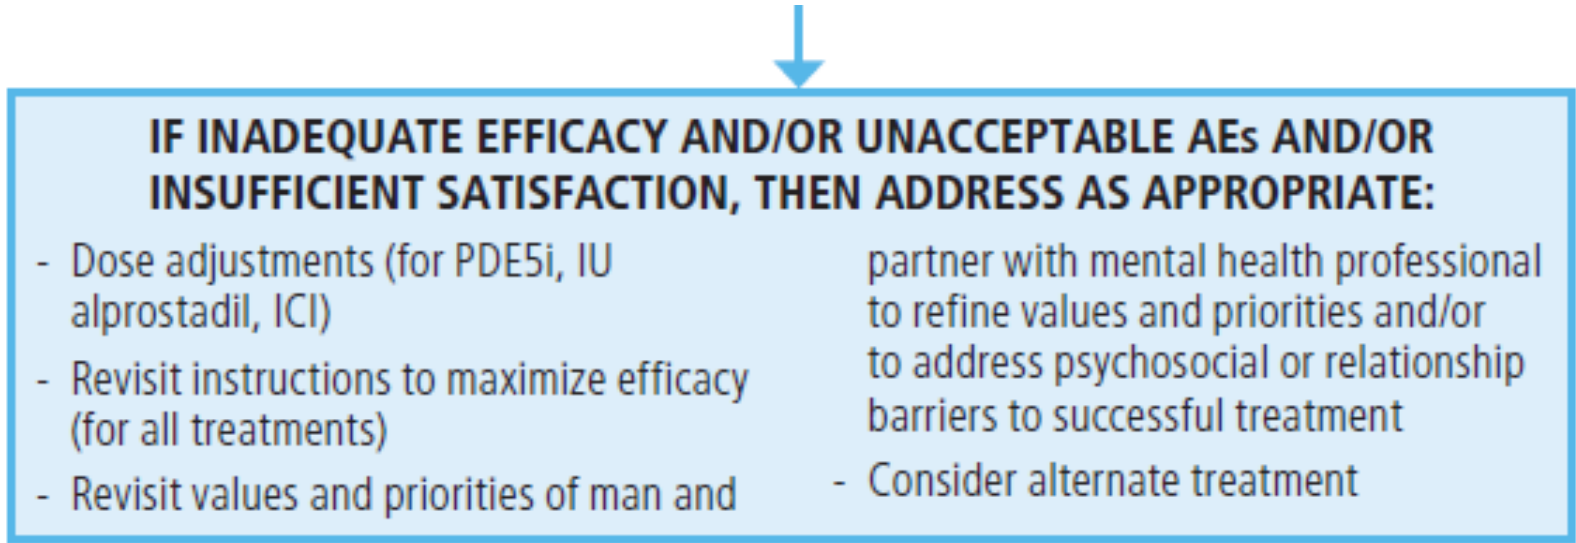 IF INADEQUATE EFFICACY AND/OR UNACCEPTABLE AEs AND/OR
INSUFFICIENT SATISFACTION, THEN ADDRESS AS APPROPRIATE:
- Dose adjustments (for PDE5i, IU
alprostadil, ICI)
- Revisit instructions to maximize efficacy
(for all treatments)
- Revisit values and priorities of man and
partner with mental health professional
to refine values and priorities and/or
to address psychosocial or relationship
barriers to successful treatment
- Consider alternate treatment